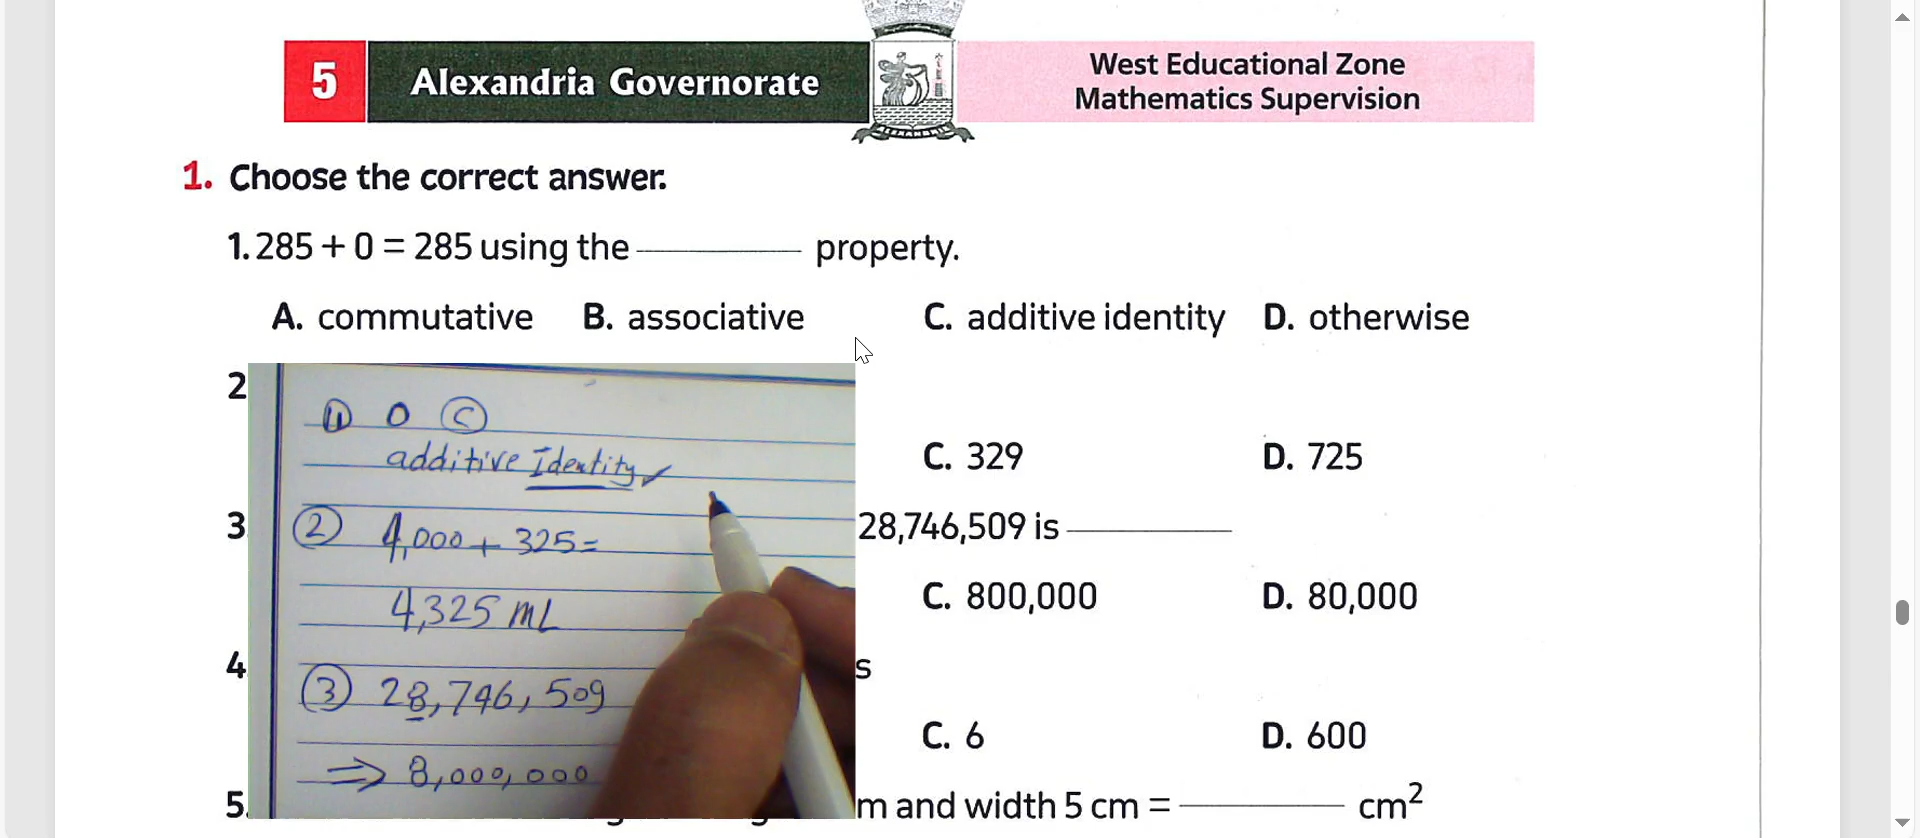 5 Alexandria Governorate
West Educational Zone
Mathematics Supervision
1. Choose the correct answer.
1. 285 + 0 = 285 using the ________ property.
A. commutative B. associative C. additive identity D. otherwise
2
C. 329 D. 725
3. 28,746,509 is ________
C. 800,000 D. 80,000
4. s
C. 6 D. 600
5. m and width 5 cm = ________ cm²
① 0 Ⓒ
additive Identity ✓
② 4,000 + 325 =
4,325 mL
③ 28,746,509
⇒ 8,000,000